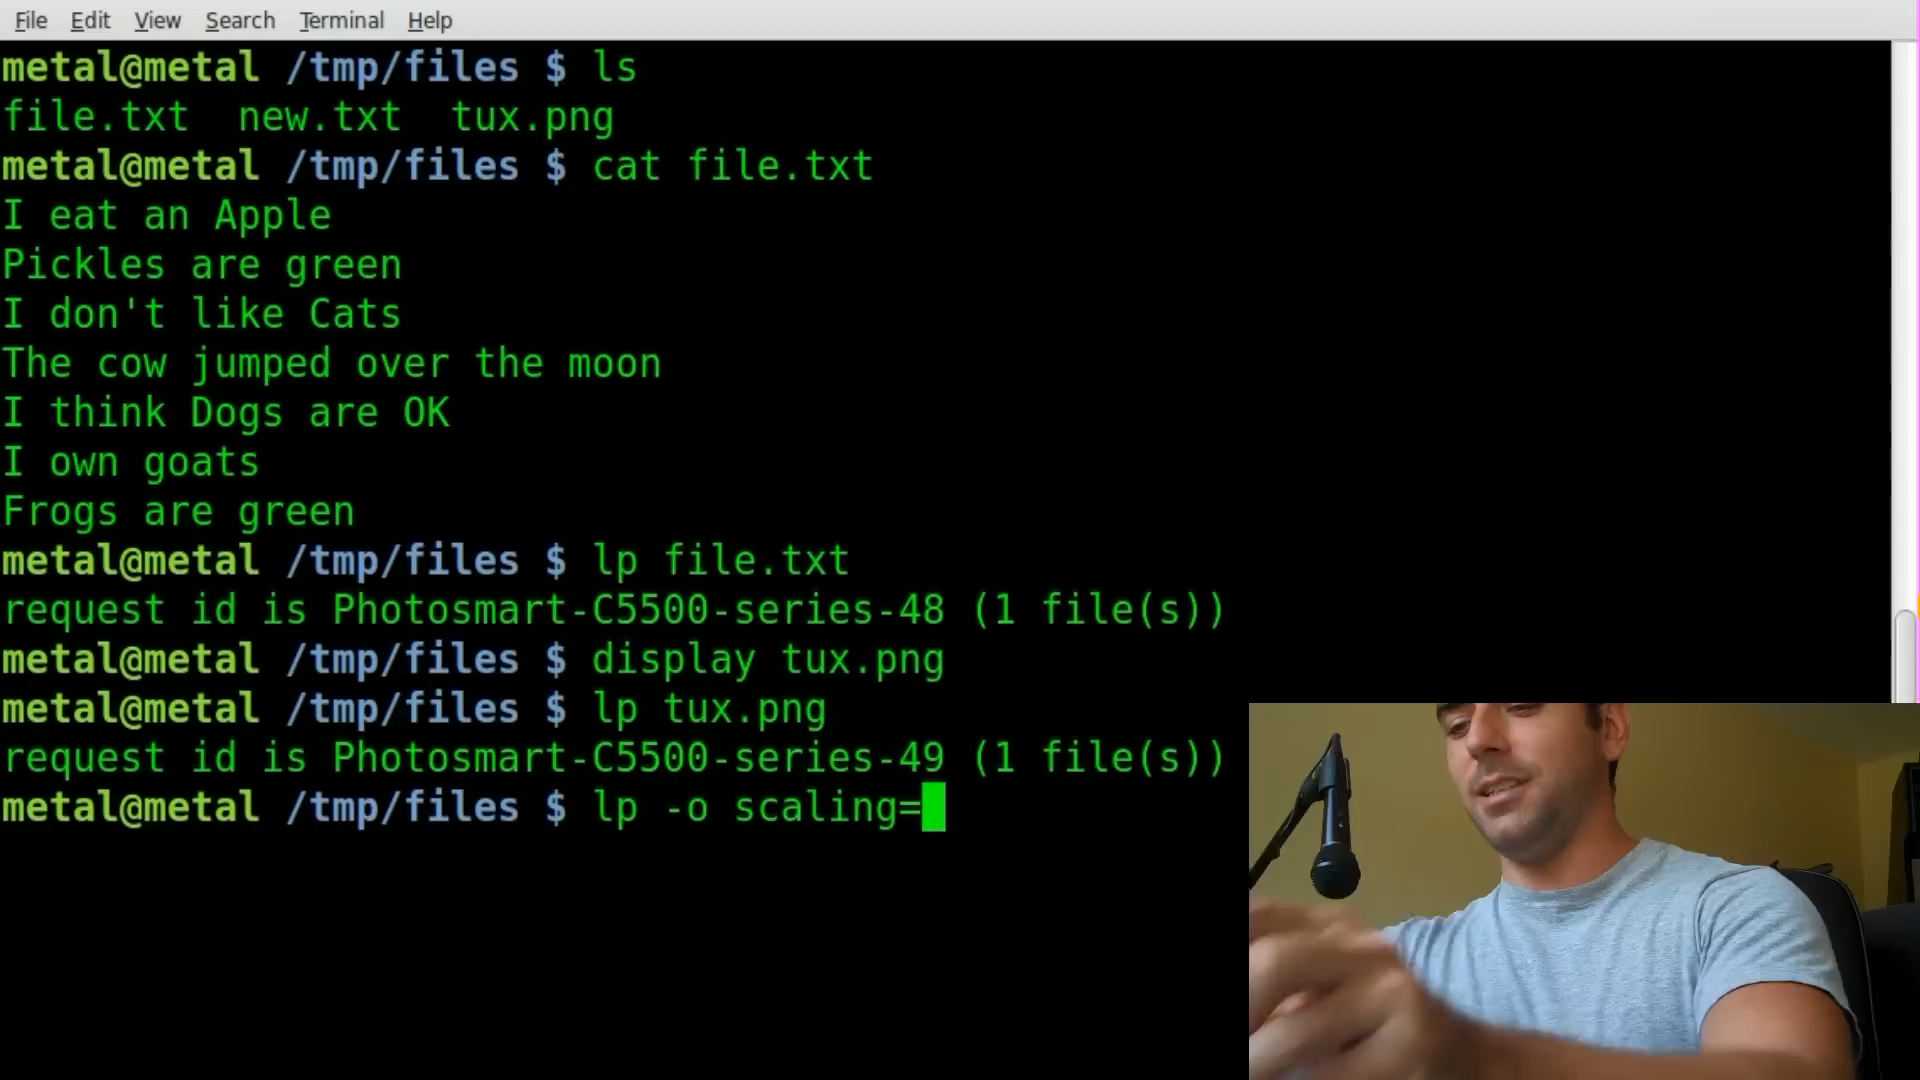 File Edit View Search Terminal Help
metal@metal /tmp/files $ ls
file.txt new.txt tux.png
metal@metal /tmp/files $ cat file.txt
I eat an Apple
Pickles are green
I don't like Cats
The cow jumped over the moon
I think Dogs are OK
I own goats
Frogs are green
metal@metal /tmp/files $ lp file.txt
request id is Photosmart-C5500-series-48 (1 file(s))
metal@metal /tmp/files $ display tux.png
metal@metal /tmp/files $ lp tux.png
request id is Photosmart-C5500-series-49 (1 file(s))
metal@metal /tmp/files $ lp -o scaling=